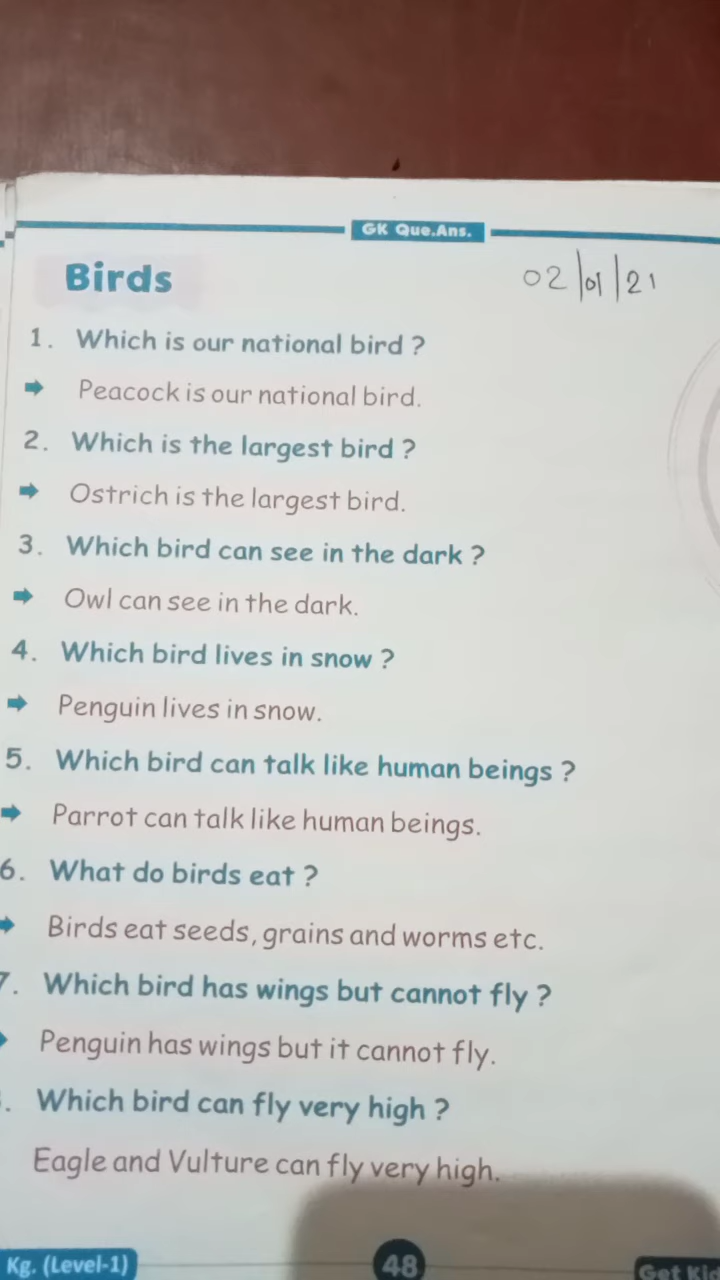 GK Que.Ans.
Birds
02/01/21
1. Which is our national bird ?
➡ Peacock is our national bird.
2. Which is the largest bird ?
➡ Ostrich is the largest bird.
3. Which bird can see in the dark ?
➡ Owl can see in the dark.
4. Which bird lives in snow ?
➡ Penguin lives in snow.
5. Which bird can talk like human beings ?
➡ Parrot can talk like human beings.
6. What do birds eat ?
➡ Birds eat seeds, grains and worms etc.
7. Which bird has wings but cannot fly ?
➡ Penguin has wings but it cannot fly.
. Which bird can fly very high ?
Eagle and Vulture can fly very high.
Kg. (Level-1)
48
Get